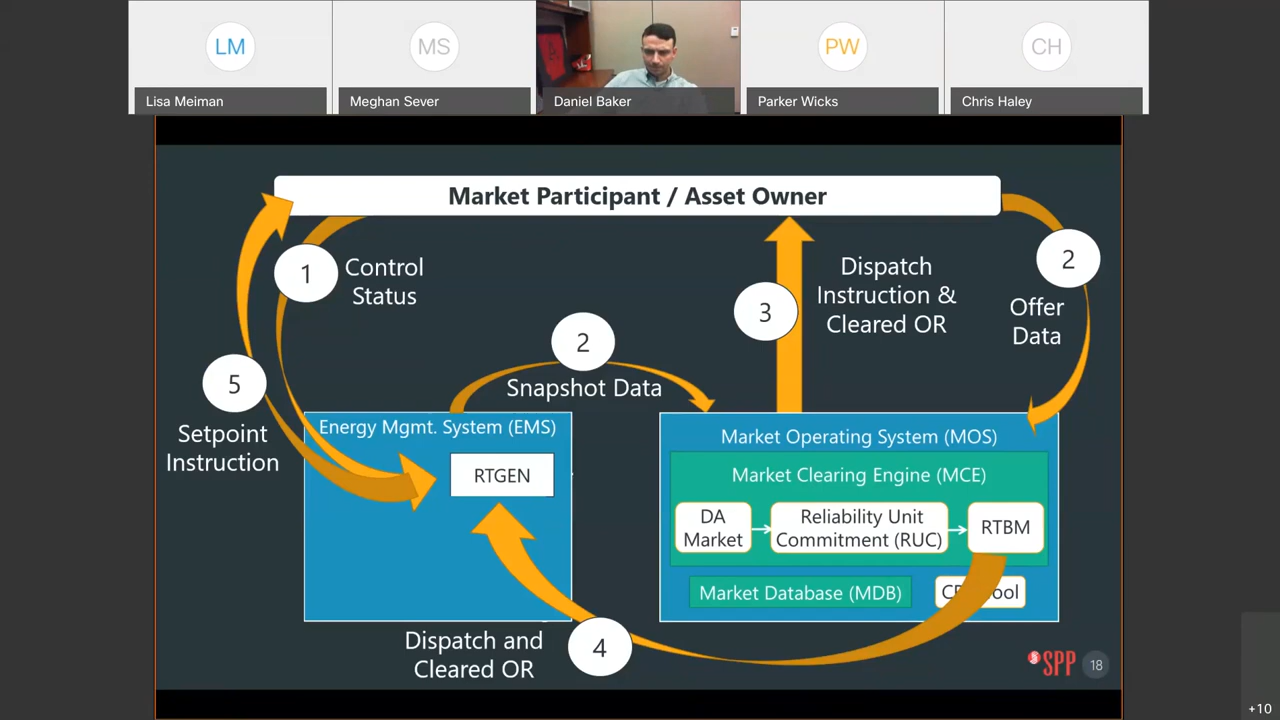 LM
MS
PW
CH
Lisa Meiman
Meghan Sever
Daniel Baker
Parker Wicks
Chris Haley
Market Participant / Asset Owner
1
Control
Status
3
Dispatch
Instruction &
Cleared OR
2
Offer
Data
2
Snapshot Data
5
Setpoint
Instruction
Energy Mgmt. System (EMS)
RTGEN
Market Operating System (MOS)
Market Clearing Engine (MCE)
DA
Market
Reliability Unit
Commitment (RUC)
RTBM
Market Database (MDB)
Dispatch and
Cleared OR
4
SPP
18
+10